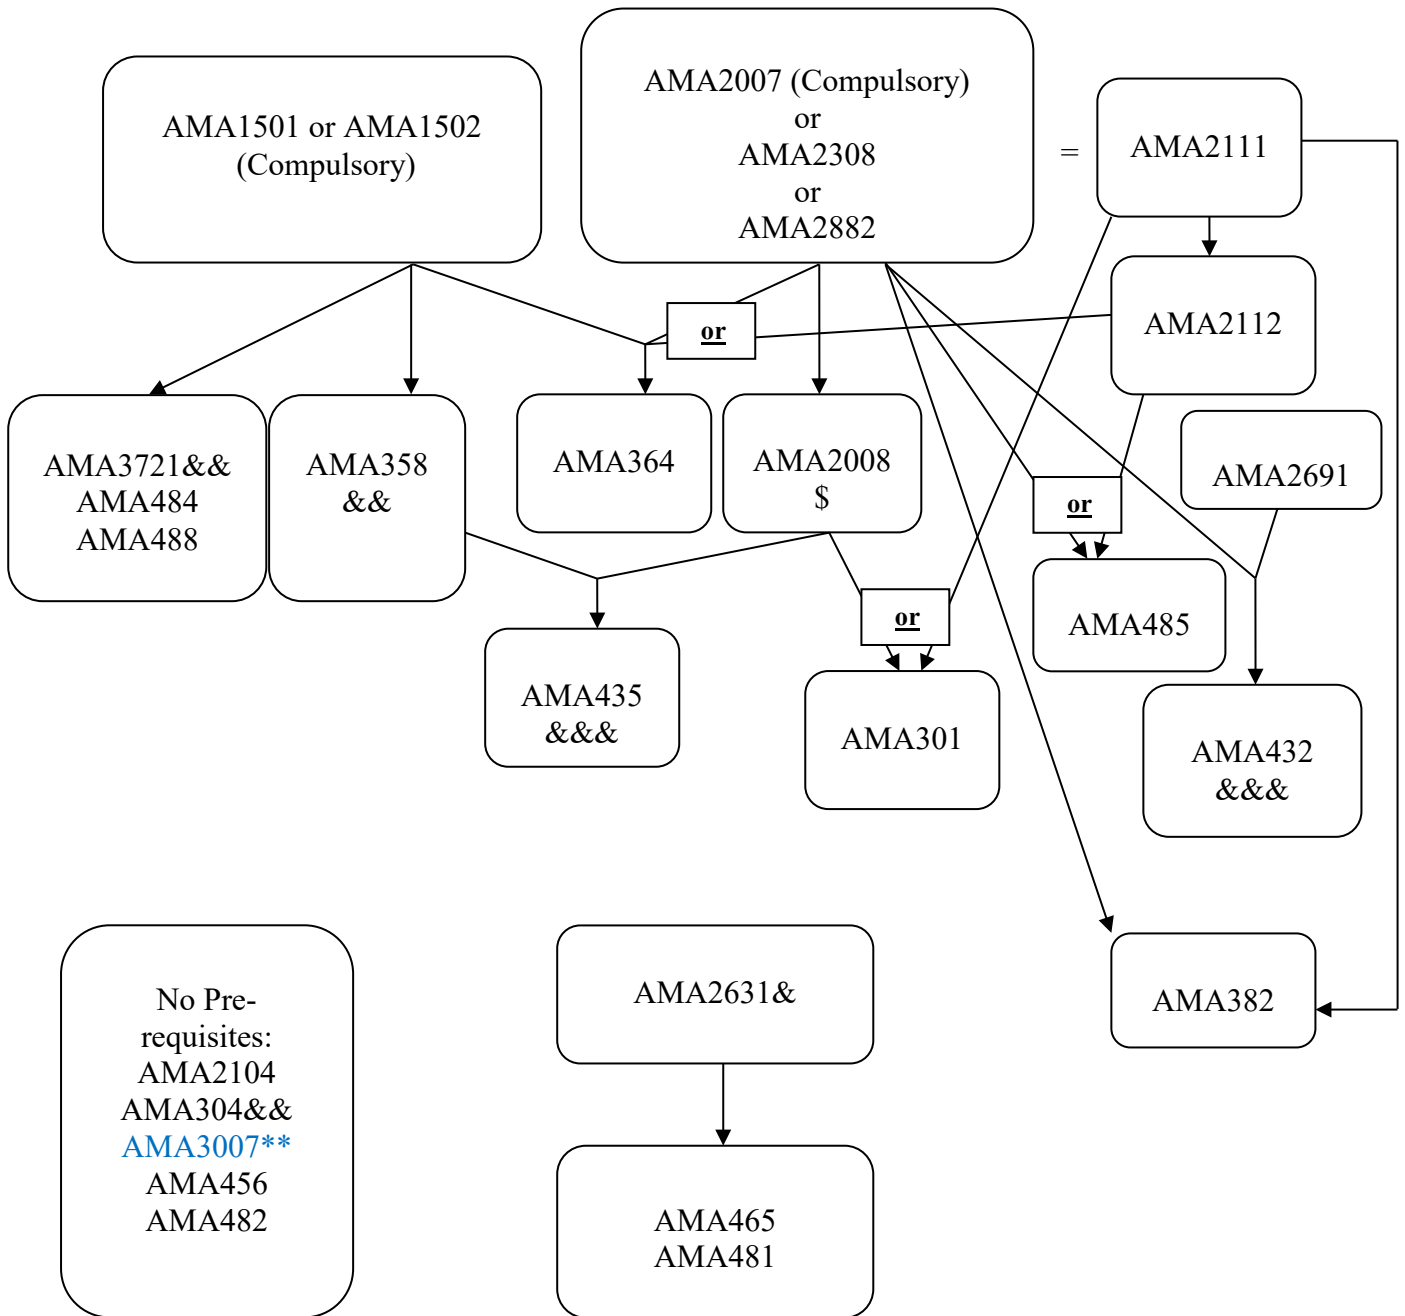 AMA1501 or AMA1502
(Compulsory)
AMA2007 (Compulsory)
or
AMA2308
or
AMA2882
=
AMA2111
or
AMA2112
AMA3721&&
AMA484
AMA488
AMA358
&&
AMA364
AMA2008
$
or
AMA2691
AMA485
AMA435
&&&
or
AMA301
AMA432
&&&
No Pre-
requisites:
AMA2104
AMA304&&
AMA3007**
AMA456
AMA482
AMA2631&
AMA382
AMA465
AMA481